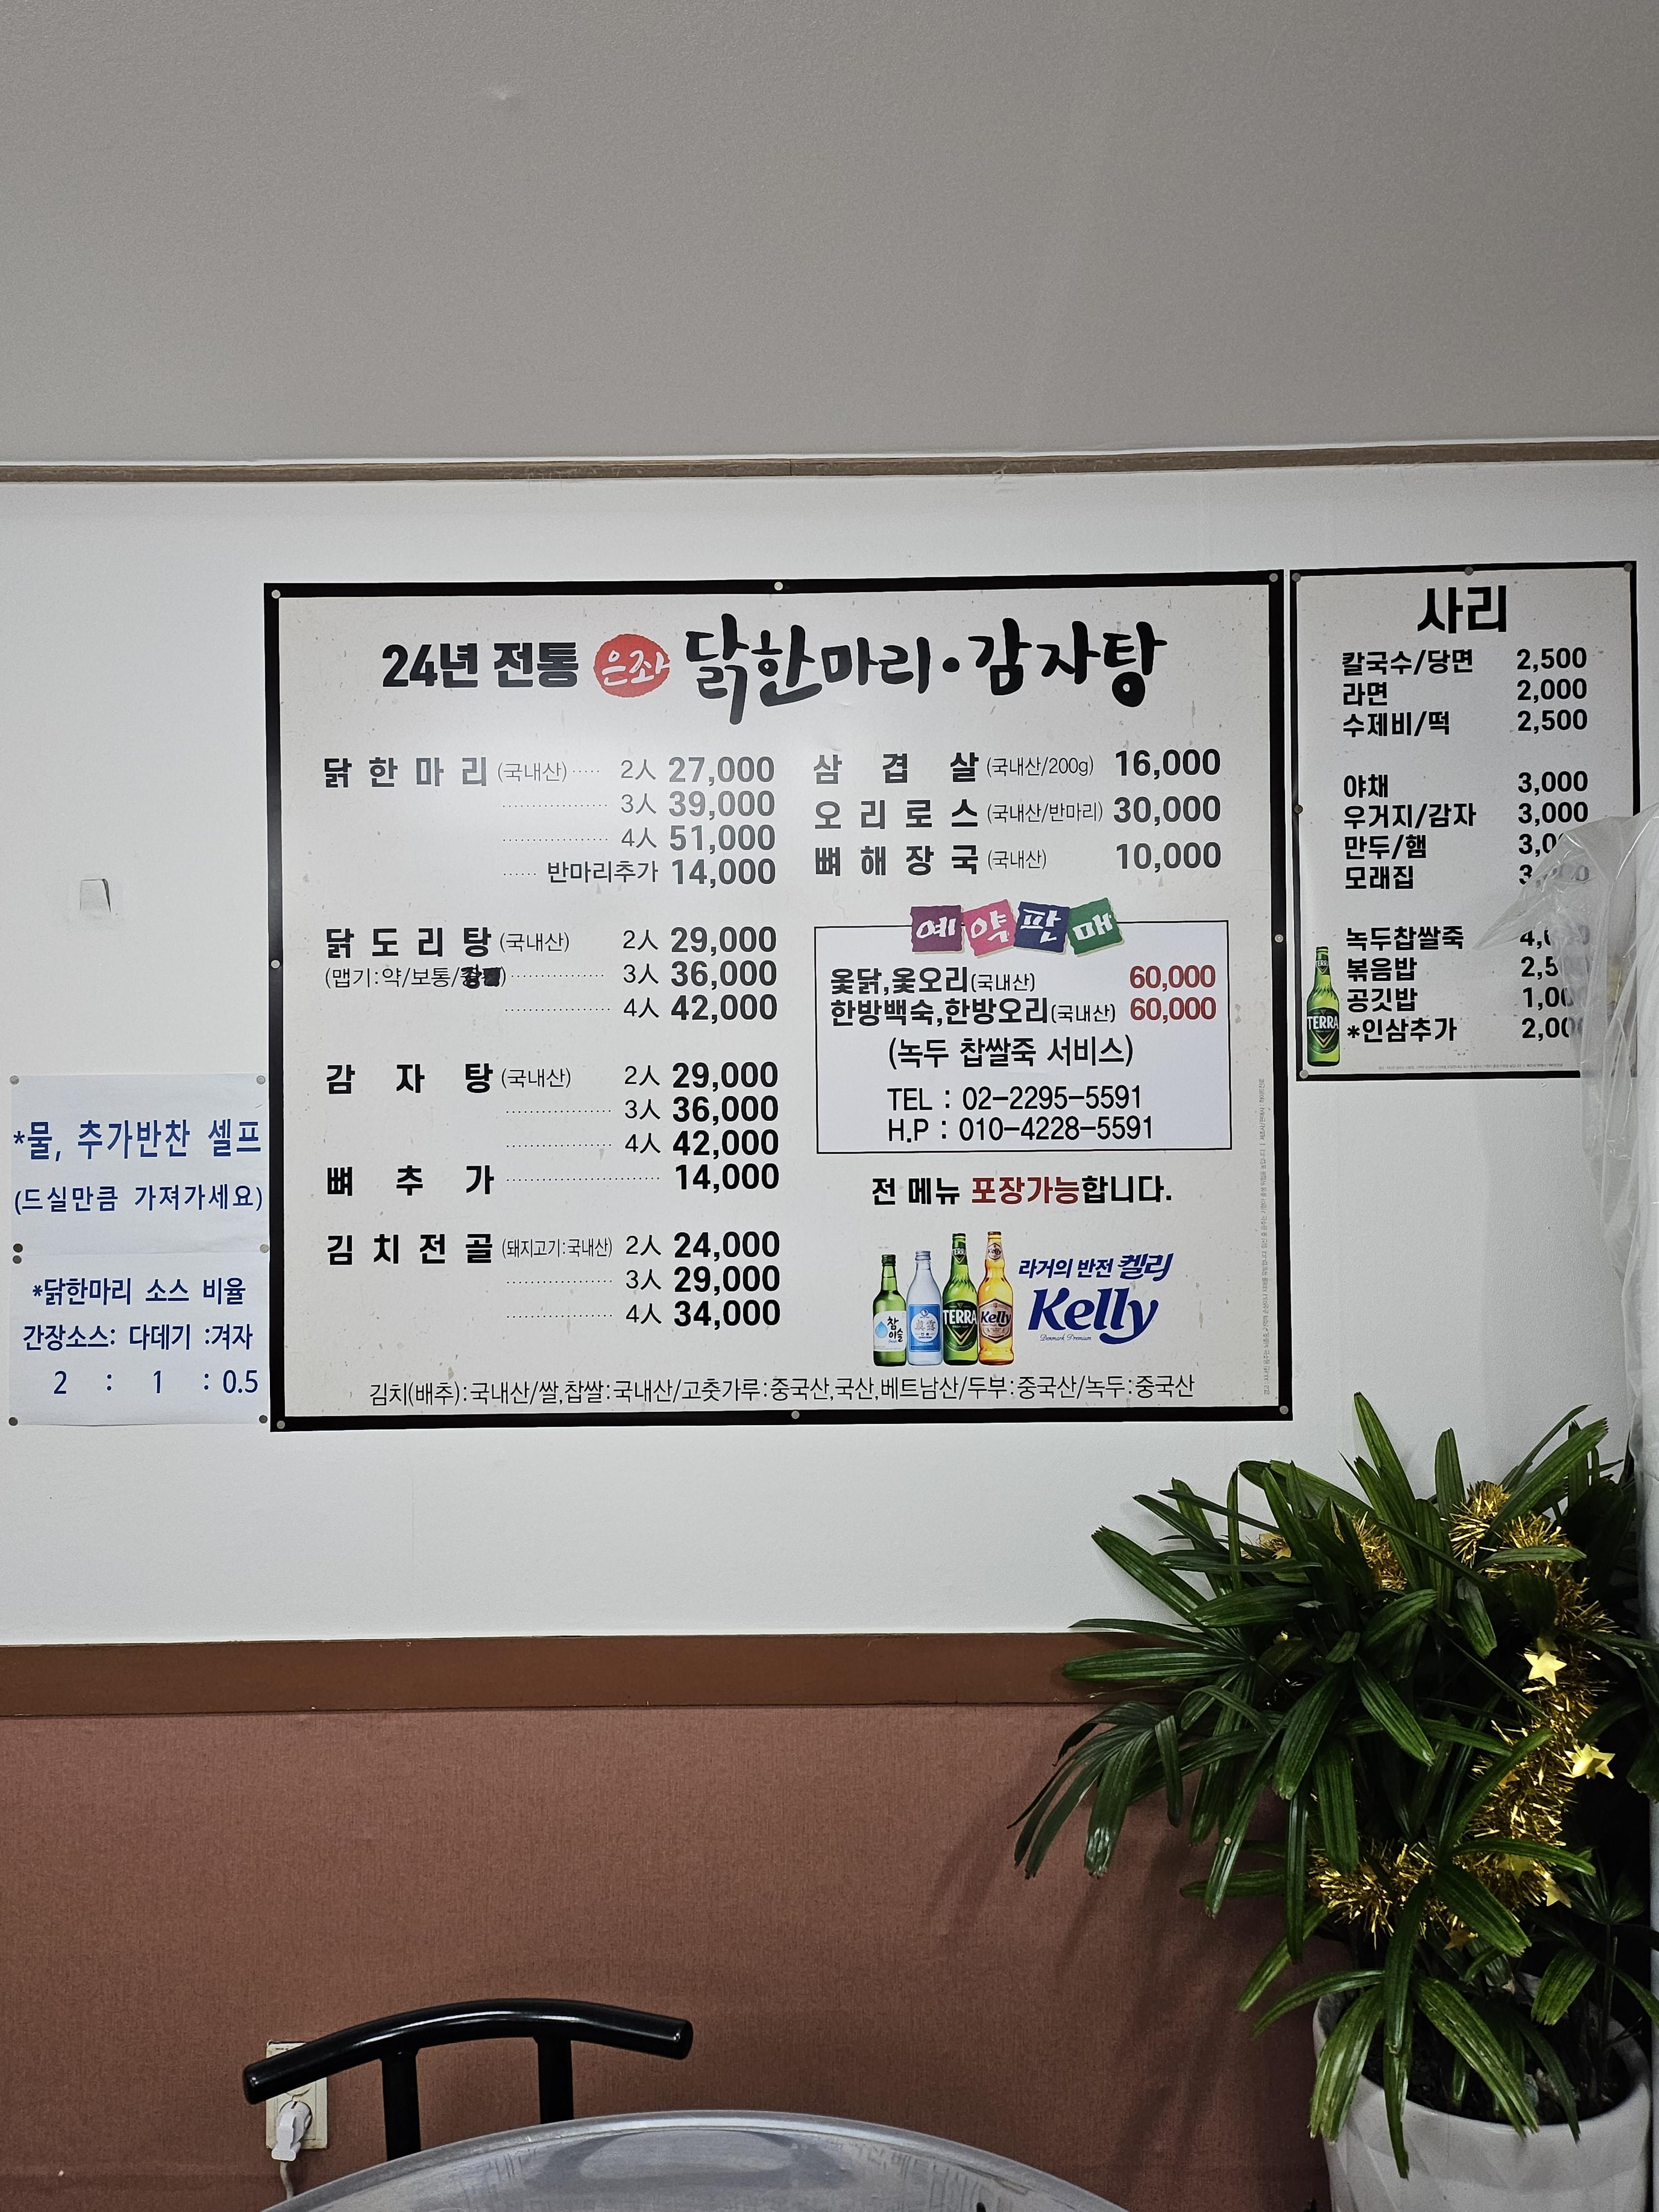 24년 전통 은좌 닭한마리·감자탕
닭한마리 (국내산) ····· 2人 27,000
3人 39,000
4人 51,000
반마리추가 14,000
닭도리탕 (국내산) 2人 29,000
(맵기:약/보통/ 3人 36,000
4人 42,000
감자탕 (국내산) 2人 29,000
3人 36,000
4人 42,000
뼈추가 14,000
김치전골 (돼지고기:국내산) 2人 24,000
3人 29,000
4人 34,000
삼겹살 (국내산/200g) 16,000
오리로스 (국내산/반마리) 30,000
뼈해장국 (국내산) 10,000
예약판매
옻닭,옻오리(국내산) 60,000
한방백숙,한방오리(국내산) 60,000
(녹두 찹쌀죽 서비스)
TEL : 02-2295-5591
H.P : 010-4228-5591
전 메뉴 포장가능합니다.
라거의 반전 켈리
Kelly
Denmark Premium
참이슬
眞露
TERRA
Kelly
김치(배추):국내산/쌀,찹쌀:국내산/고춧가루:중국산,국산,베트남산/두부:중국산/녹두:중국산
사리
칼국수/당면 2,500
라면 2,000
수제비/떡 2,500
야채 3,000
우거지/감자 3,000
만두/햄
모래집
녹두찹쌀죽
볶음밥
공깃밥
*인삼추가
TERRA
*물, 추가반찬 셀프
(드실만큼 가져가세요)
*닭한마리 소스 비율
간장소스: 다데기 :겨자
2 : 1 : 0.5